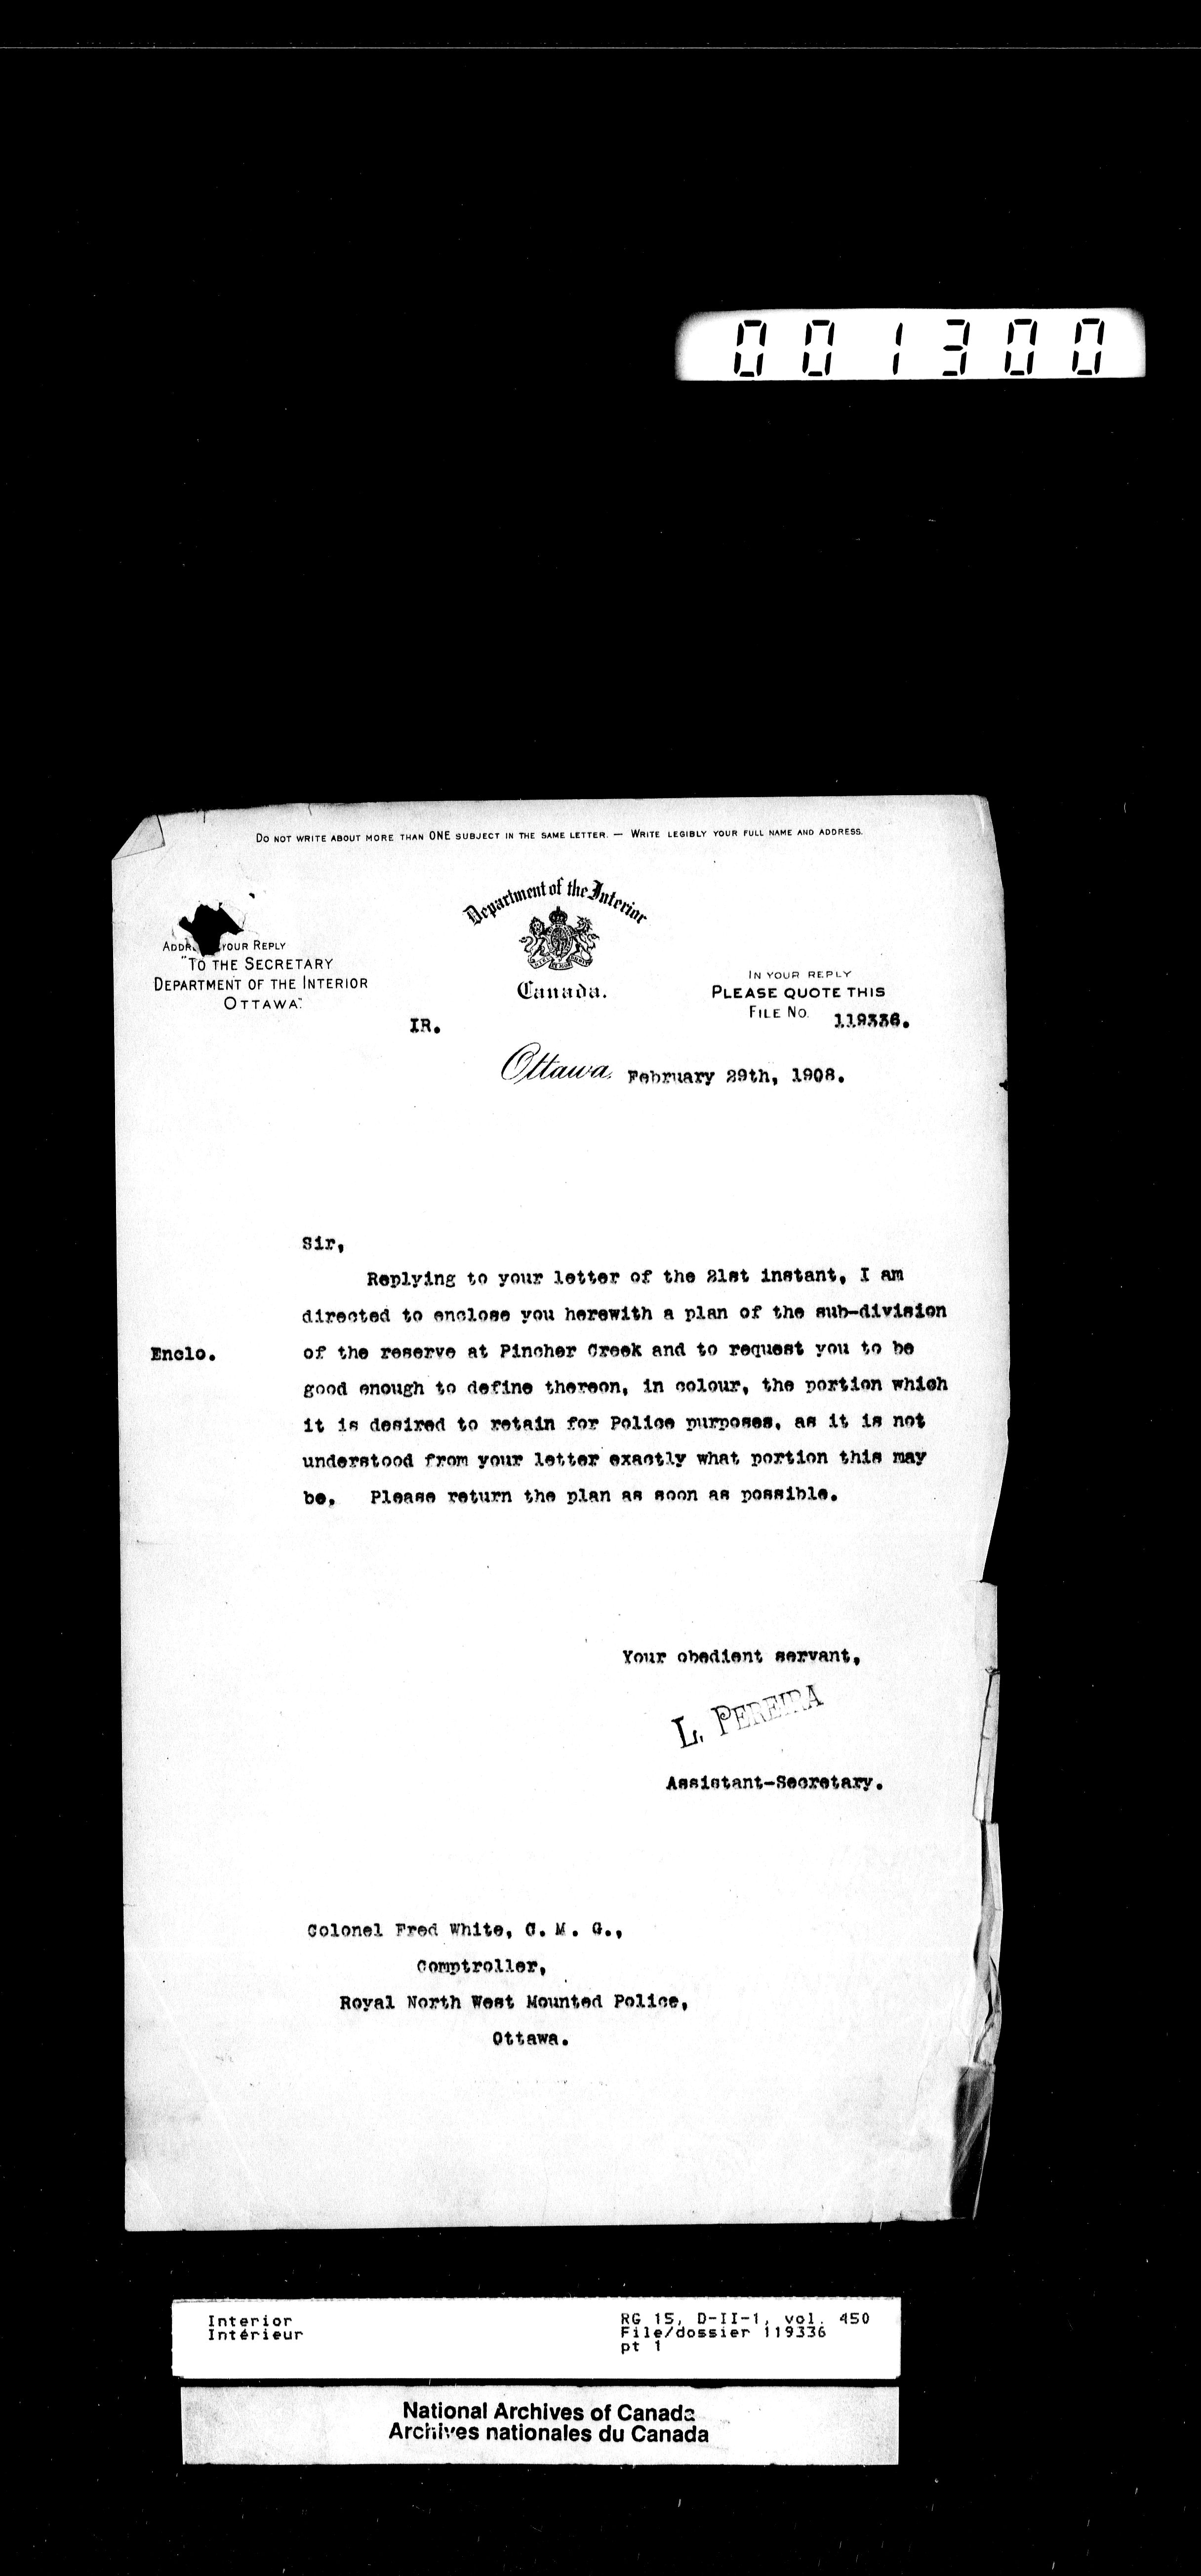 001300
DO NOT WRITE ABOUT MORE THAN ONE SUBJECT IN THE SAME LETTER. — WRITE LEGIBLY YOUR FULL NAME AND ADDRESS.
Department of the Interior
Canada.
YOUR REPLY
"TO THE SECRETARY
DEPARTMENT OF THE INTERIOR
OTTAWA"
IN YOUR REPLY
PLEASE QUOTE THIS
FILE NO. 119336.
IR.
Ottawa, February 29th, 1908.
Sir,
Replying to your letter of the 21st instant, I am
directed to enclose you herewith a plan of the sub-division
Enclo. of the reserve at Pincher Creek and to request you to be
good enough to define thereon, in colour, the portion which
it is desired to retain for Police purposes, as it is not
understood from your letter exactly what portion this may
be. Please return the plan as soon as possible.
Your obedient servant,
L. PEREIRA
Assistant-Secretary.
Colonel Fred White, C. M. G.,
Comptroller,
Royal North West Mounted Police,
Ottawa.
Interior
Intérieur
RG 15, D-II-1, vol. 450
File/dossier 119336
pt 1
National Archives of Canada
Archives nationales du Canada